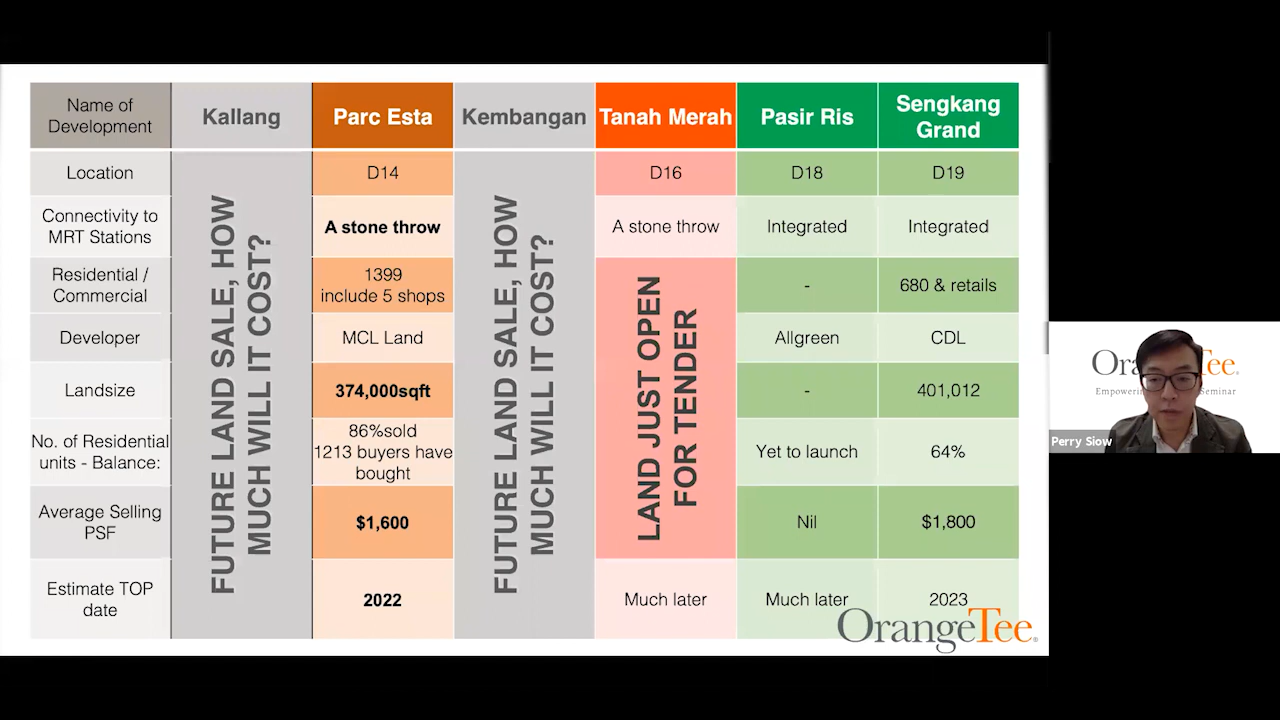 Name of
Development
Kallang
Parc Esta
Kembangan
Tanah Merah
Pasir Ris
Sengkang
Grand
Location
D14
D16
D18
D19
Connectivity to
MRT Stations
A stone throw
A stone throw
Integrated
Integrated
Residential /
Commercial
1399
include 5 shops
-
680 & retails
Developer
MCL Land
Allgreen
CDL
Landsize
374,000sqft
-
401,012
No. of Residential
units - Balance:
86%sold
1213 buyers have
bought
Yet to launch
64%
Average Selling
PSF
$1,600
Nil
$1,800
Estimate TOP
date
2022
Much later
Much later
2023
FUTURE LAND SALE, HOW
MUCH WILL IT COST?
FUTURE LAND SALE, HOW
MUCH WILL IT COST?
LAND JUST OPEN
FOR TENDER
OrangeTee
Perry Siow